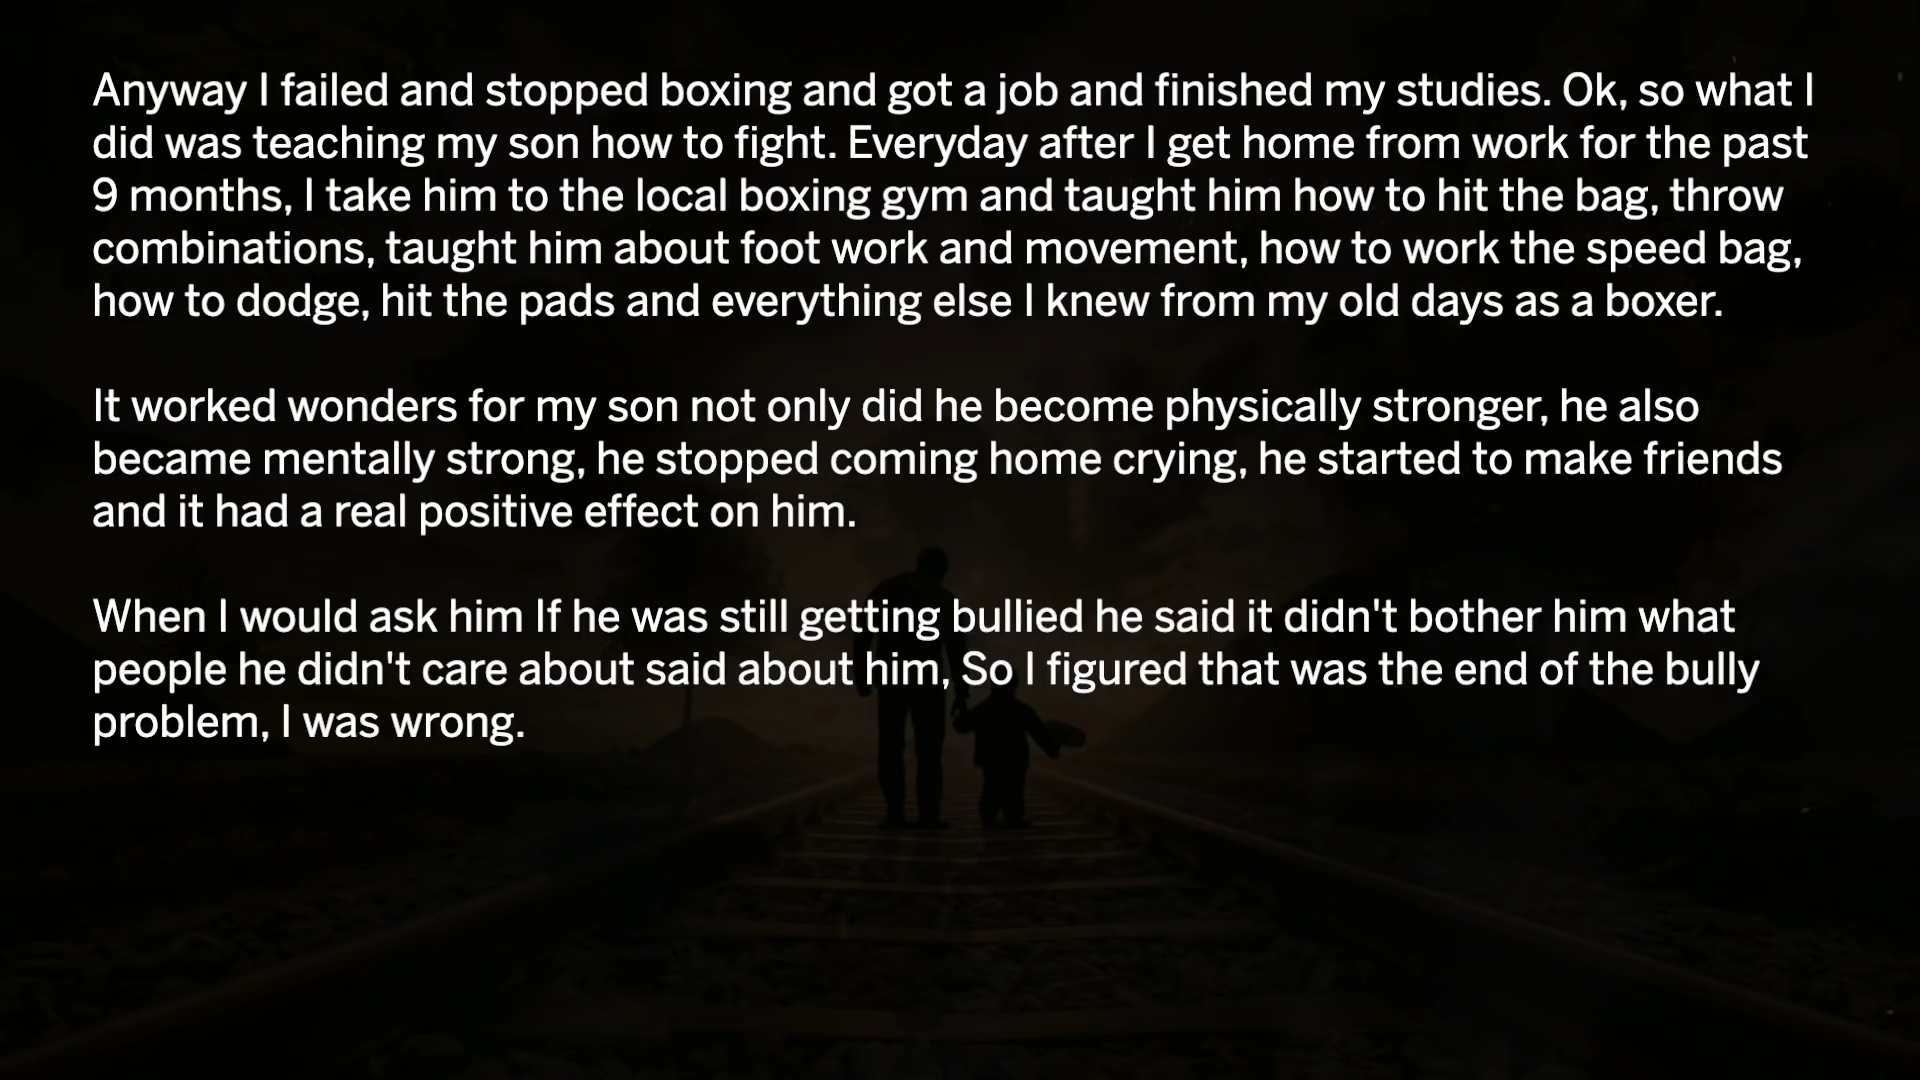 Anyway I failed and stopped boxing and got a job and finished my studies. Ok, so what I
did was teaching my son how to fight. Everyday after I get home from work for the past
9 months, I take him to the local boxing gym and taught him how to hit the bag, throw
combinations, taught him about foot work and movement, how to work the speed bag,
how to dodge, hit the pads and everything else I knew from my old days as a boxer.
It worked wonders for my son not only did he become physically stronger, he also
became mentally strong, he stopped coming home crying, he started to make friends
and it had a real positive effect on him.
When I would ask him If he was still getting bullied he said it didn't bother him what
people he didn't care about said about him, So I figured that was the end of the bully
problem, I was wrong.